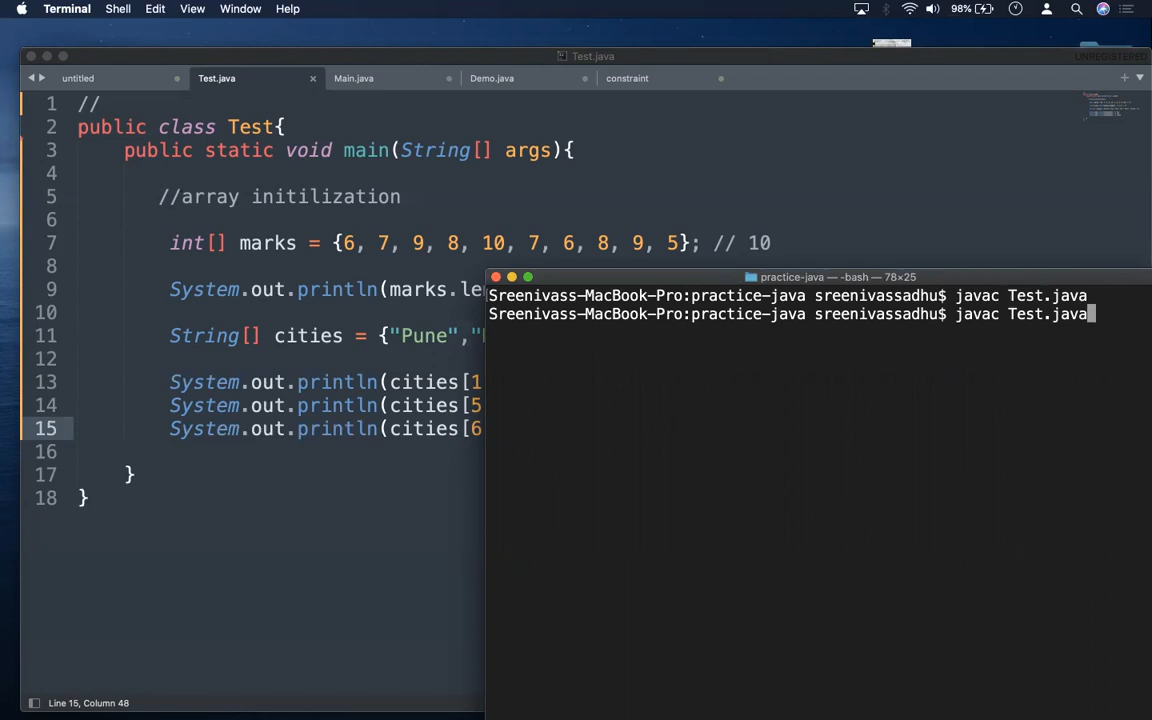 Terminal Shell Edit View Window Help 98%
Test.java
UNREGISTERED
untitled Test.java Main.java Demo.java constraint
1 //
2 public class Test{
3 public static void main(String[] args){
4
5 //array initilization
6
7 int[] marks = {6, 7, 9, 8, 10, 7, 6, 8, 9, 5}; // 10
8
9 System.out.println(marks.le
10
11 String[] cities = {"Pune","
12
13 System.out.println(cities[1
14 System.out.println(cities[5
15 System.out.println(cities[6
16
17 }
18 }
practice-java — -bash — 78×25
Sreenivass-MacBook-Pro:practice-java sreenivassadhu$ javac Test.java
Sreenivass-MacBook-Pro:practice-java sreenivassadhu$ javac Test.java
Line 15, Column 48